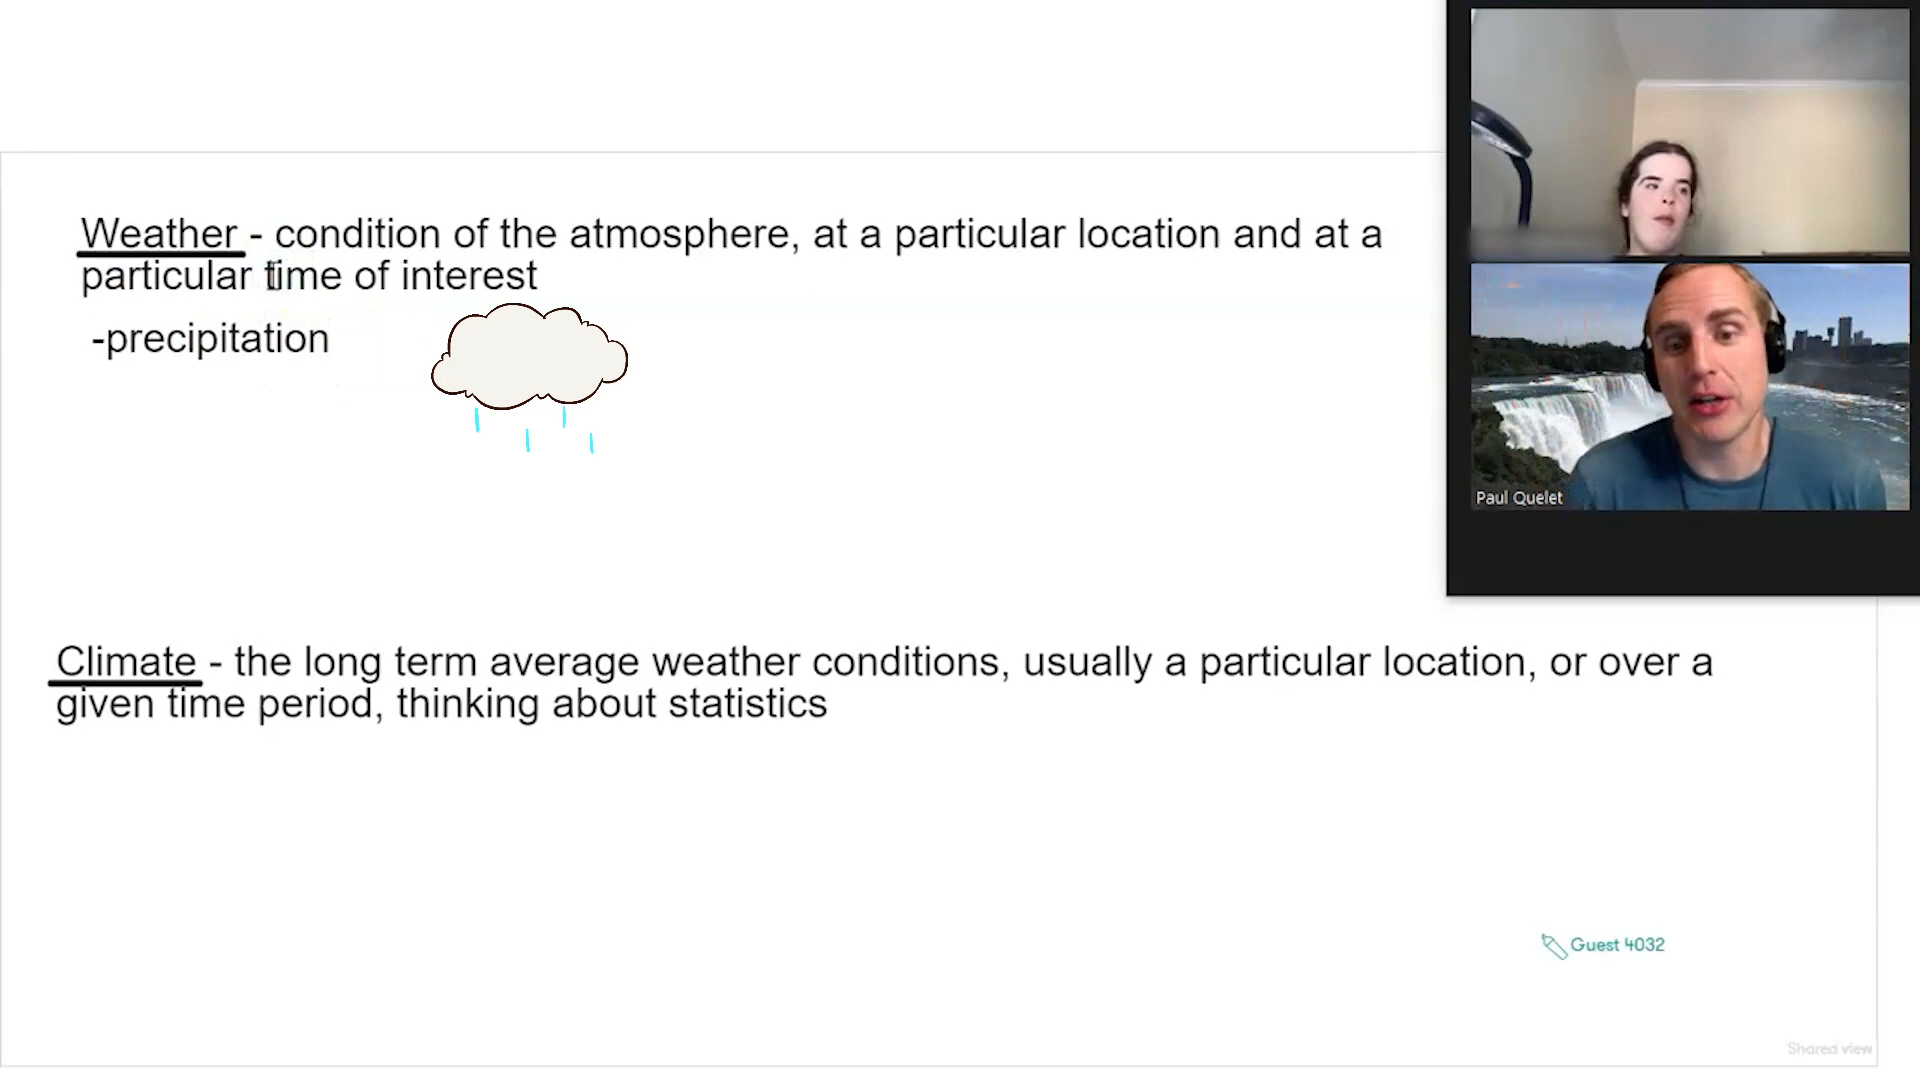 Weather - condition of the atmosphere, at a particular location and at a
particular time of interest
-precipitation
Climate - the long term average weather conditions, usually a particular location, or over a
given time period, thinking about statistics
Paul Quelet
Guest 4032
Shared view